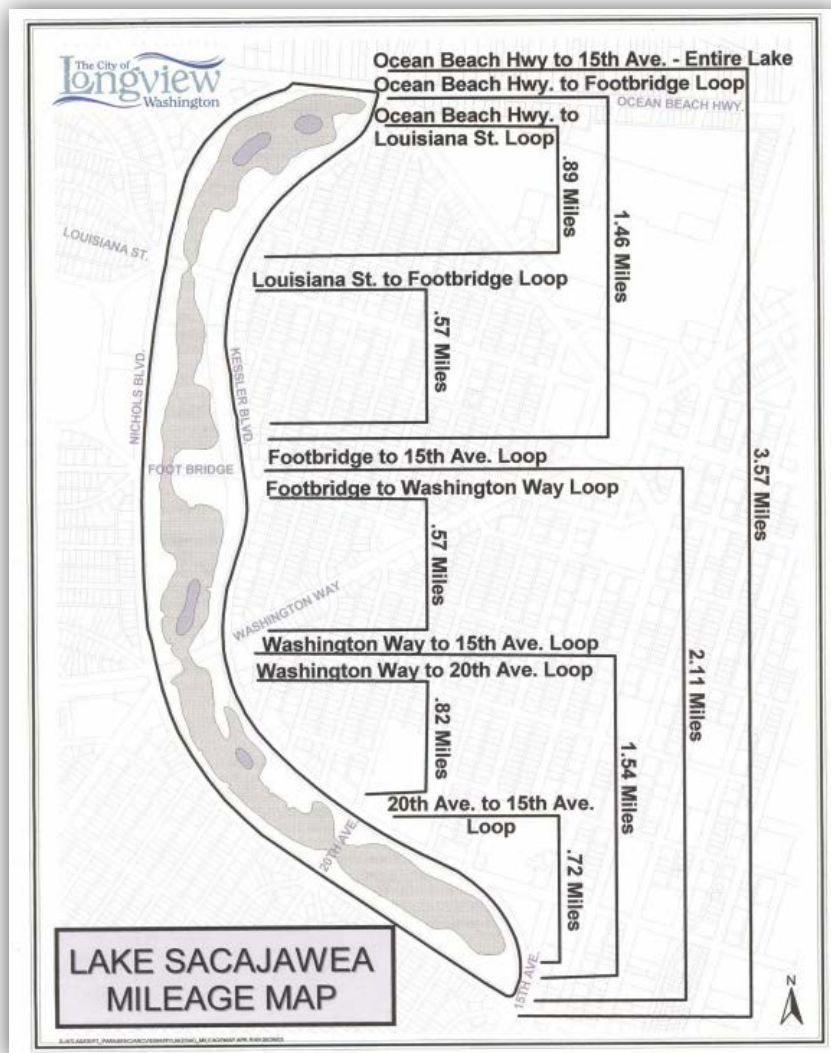 The City of
Longview
Washington
Ocean Beach Hwy to 15th Ave. - Entire Lake
Ocean Beach Hwy. to Footbridge Loop
OCEAN BEACH HWY.
Ocean Beach Hwy. to
Louisiana St. Loop
.89 Miles
1.46 Miles
LOUISIANA ST.
Louisiana St. to Footbridge Loop
.57 Miles
NICHOLS BLVD.
KESSLER BLVD.
3.57 Miles
Footbridge to 15th Ave. Loop
FOOT BRIDGE
Footbridge to Washington Way Loop
.57 Miles
WASHINGTON WAY
Washington Way to 15th Ave. Loop
Washington Way to 20th Ave. Loop
2.11 Miles
.82 Miles
1.54 Miles
20th Ave. to 15th Ave.
Loop
20TH AVE.
.72 Miles
15TH AVE.
LAKE SACAJAWEA
MILEAGE MAP
N